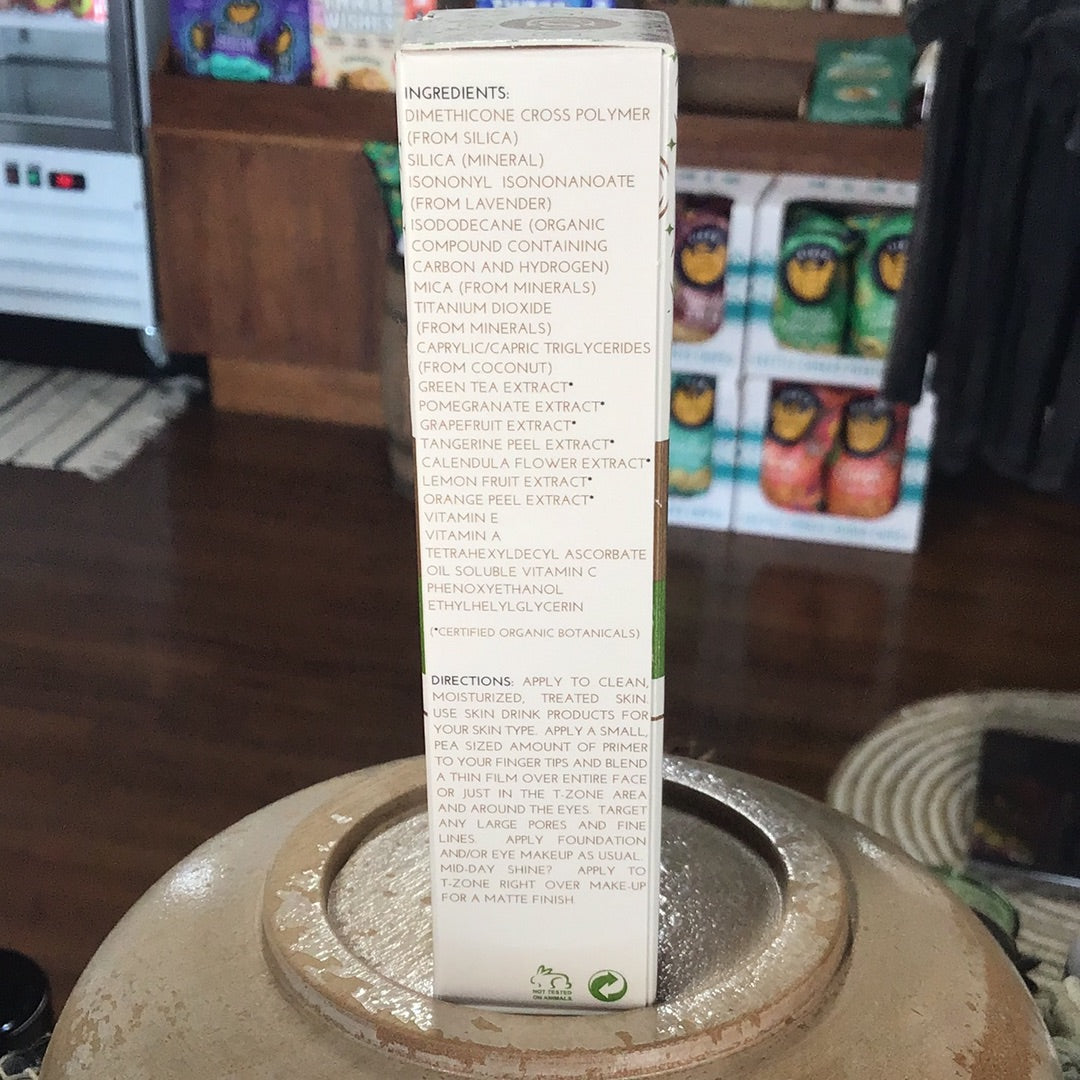 INGREDIENTS:
DIMETHICONE CROSS POLYMER
(FROM SILICA)
SILICA (MINERAL)
ISONONYL ISONONANOATE
(FROM LAVENDER)
ISODODECANE (ORGANIC
COMPOUND CONTAINING
CARBON AND HYDROGEN)
MICA (FROM MINERALS)
TITANIUM DIOXIDE
(FROM MINERALS)
CAPRYLIC/CAPRIC TRIGLYCERIDES
(FROM COCONUT)
GREEN TEA EXTRACT*
POMEGRANATE EXTRACT*
GRAPEFRUIT EXTRACT*
TANGERINE PEEL EXTRACT*
CALENDULA FLOWER EXTRACT*
LEMON FRUIT EXTRACT*
ORANGE PEEL EXTRACT*
VITAMIN E
VITAMIN A
TETRAHEXYLDECYL ASCORBATE
OIL SOLUBLE VITAMIN C
PHENOXYETHANOL
ETHYLHELYLGLYCERIN
(*CERTIFIED ORGANIC BOTANICALS)
DIRECTIONS: APPLY TO CLEAN,
MOISTURIZED, TREATED SKIN.
USE SKIN DRINK PRODUCTS FOR
YOUR SKIN TYPE. APPLY A SMALL,
PEA SIZED AMOUNT OF PRIMER
TO YOUR FINGER TIPS AND BLEND
A THIN FILM OVER ENTIRE FACE
OR JUST IN THE T-ZONE AREA
AND AROUND THE EYES. TARGET
ANY LARGE PORES AND FINE
LINES. APPLY FOUNDATION
AND/OR EYE MAKEUP AS USUAL.
MID-DAY SHINE? APPLY TO
T-ZONE RIGHT OVER MAKE-UP
FOR A MATTE FINISH.
NOT TESTED
ON ANIMALS